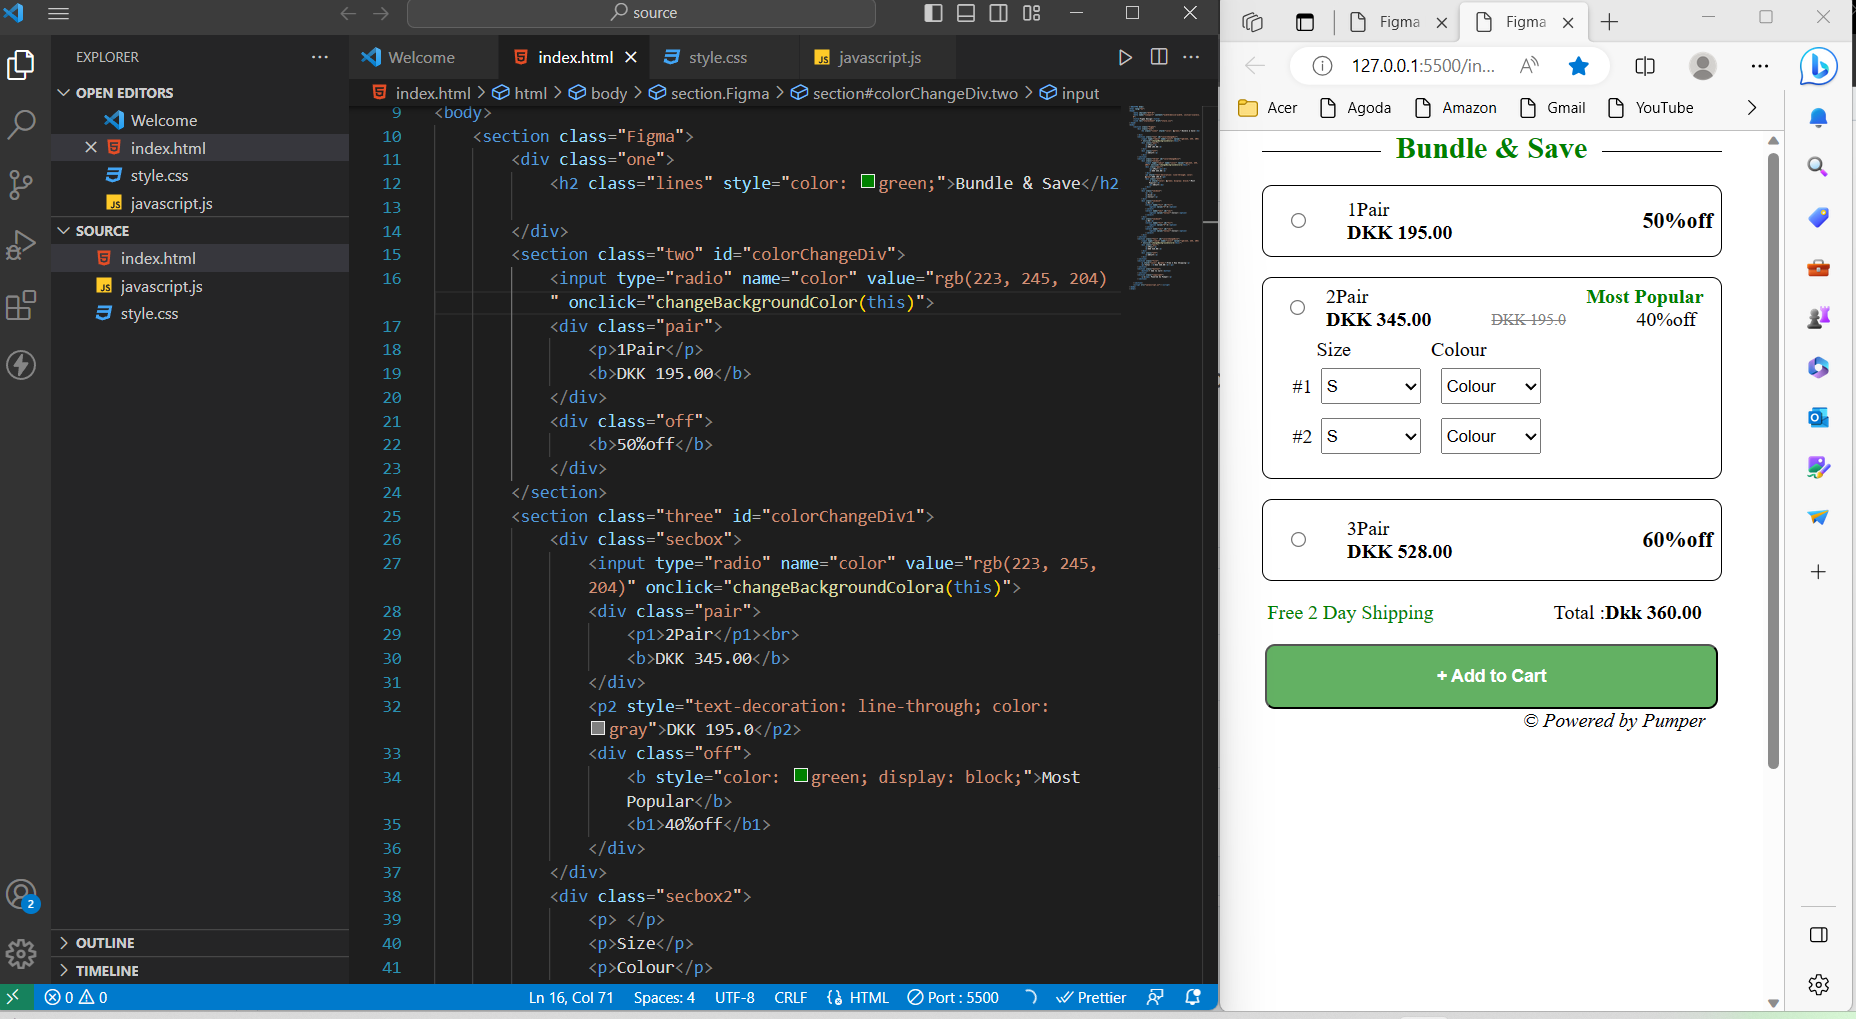 source
EXPLORER
OPEN EDITORS
Welcome
index.html
style.css
javascript.js
SOURCE
index.html
javascript.js
style.css
OUTLINE
TIMELINE
2
Welcome
index.html
style.css
javascript.js
index.html > html > body > section.Figma > section#colorChangeDiv.two > input
9 <body>
10 <section class="Figma">
11 <div class="one">
12 <h2 class="lines" style="color: green;">Bundle & Save</h2
13
14 </div>
15 <section class="two" id="colorChangeDiv">
16 <input type="radio" name="color" value="rgb(223, 245, 204)
" onclick="changeBackgroundColor(this)">
17 <div class="pair">
18 <p>1Pair</p>
19 <b>DKK 195.00</b>
20 </div>
21 <div class="off">
22 <b>50%off</b>
23 </div>
24 </section>
25 <section class="three" id="colorChangeDiv1">
26 <div class="secbox">
27 <input type="radio" name="color" value="rgb(223, 245,
204)" onclick="changeBackgroundColora(this)">
28 <div class="pair">
29 <p1>2Pair</p1><br>
30 <b>DKK 345.00</b>
31 </div>
32 <p2 style="text-decoration: line-through; color:
gray">DKK 195.0</p2>
33 <div class="off">
34 <b style="color: green; display: block;">Most
Popular</b>
35 <b1>40%off</b1>
36 </div>
37 </div>
38 <div class="secbox2">
39 <p> </p>
40 <p>Size</p>
41 <p>Colour</p>
0 0
Ln 16, Col 71 Spaces: 4 UTF-8 CRLF {} HTML Port : 5500 Prettier
Figma
Figma
127.0.0.1:5500/in...
Acer Agoda Amazon Gmail YouTube
Bundle & Save
1Pair
DKK 195.00
50%off
2Pair
DKK 345.00
DKK 195.0
Most Popular
40%off
Size Colour
#1 S Colour
#2 S Colour
3Pair
DKK 528.00
60%off
Free 2 Day Shipping
Total :Dkk 360.00
+ Add to Cart
© Powered by Pumper